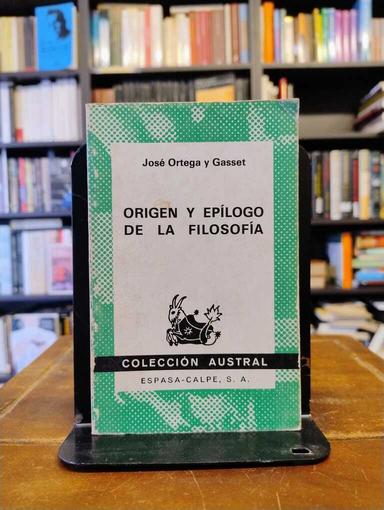 José Ortega y Gasset
ORIGEN Y EPÍLOGO
DE LA FILOSOFÍA
COLECCIÓN AUSTRAL
ESPASA-CALPE, S. A.